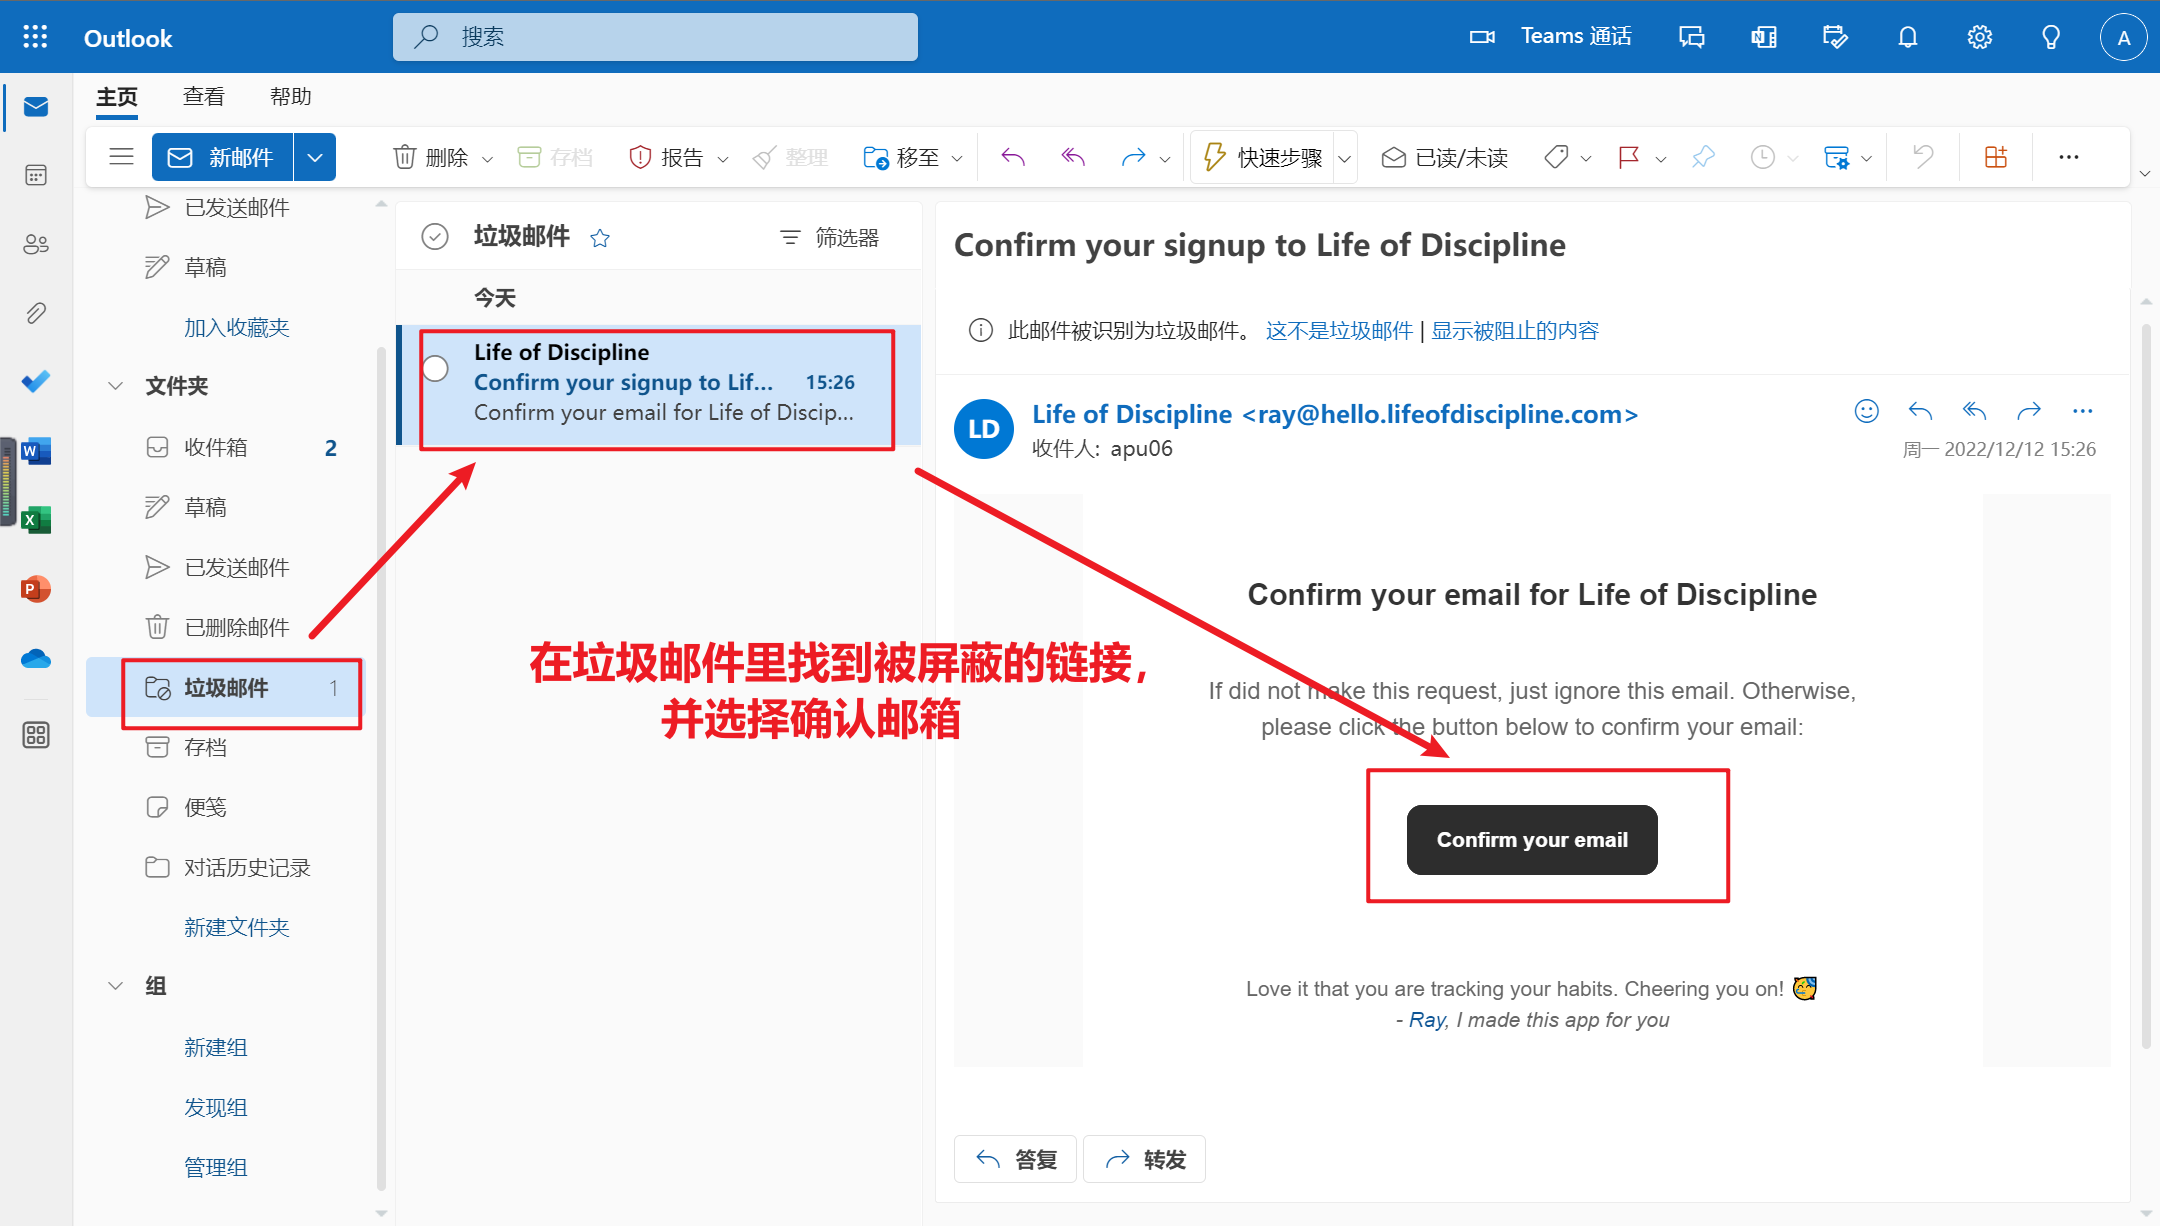 Outlook
搜索
Teams 通话
A
主页
查看
帮助
新邮件
删除
存档
报告
整理
移至
快速步骤
已读/未读
已发送邮件
草稿
加入收藏夹
文件夹
收件箱 2
草稿
已发送邮件
已删除邮件
垃圾邮件 1
存档
便笺
对话历史记录
新建文件夹
组
新建组
发现组
管理组
垃圾邮件
筛选器
今天
Life of Discipline
Confirm your signup to Lif... 15:26
Confirm your email for Life of Discip...
在垃圾邮件里找到被屏蔽的链接，
并选择确认邮箱
Confirm your signup to Life of Discipline
此邮件被识别为垃圾邮件。 这不是垃圾邮件 | 显示被阻止的内容
LD
Life of Discipline <ray@hello.lifeofdiscipline.com>
收件人: apu06
周一 2022/12/12 15:26
Confirm your email for Life of Discipline
If did not make this request, just ignore this email. Otherwise,
please click the button below to confirm your email:
Confirm your email
Love it that you are tracking your habits. Cheering you on! 🥳
- Ray, I made this app for you
答复
转发
W
X
P
N